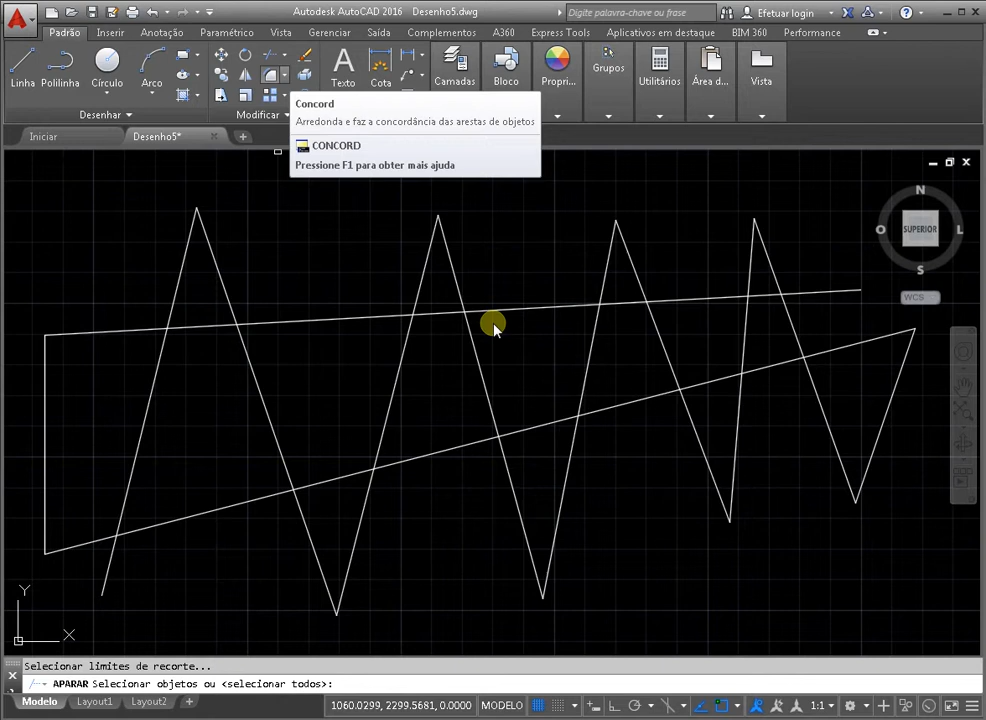 Autodesk AutoCAD 2016 Desenho5.dwg
Digite palavra-chave ou frase
Efetuar login
Padrão Inserir Anotação Paramétrico Vista Gerenciar Saída Complementos A360 Express Tools Aplicativos em destaque BIM 360 Performance
Linha Polilinha Círculo Arco Texto Cota Camadas Bloco Propri... Grupos Utilitários Área d... Vista
Desenhar Modificar
Concord
Arredonda e faz a concordância das arestas de objetos
CONCORD
Pressione F1 para obter mais ajuda
Iniciar Desenho5*
N
O SUPERIOR L
S
WCS
Y
X
Selecionar limites de recorte...
APARAR Selecionar objetos ou <selecionar todos>:
Modelo Layout1 Layout2 +
1060.0299, 2299.5681, 0.0000 MODELO 1:1